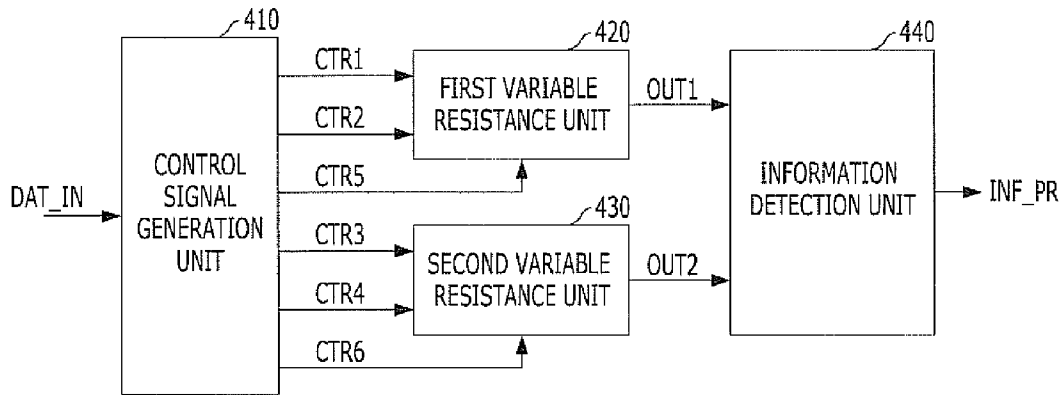 410
420
440
CTR1
FIRST VARIABLE
RESISTANCE UNIT
OUT1
CTR2
CONTROL
SIGNAL
GENERATION
UNIT
CTR5
DAT_IN
INFORMATION
DETECTION UNIT
INF_PR
430
CTR3
SECOND VARIABLE
RESISTANCE UNIT
OUT2
CTR4
CTR6